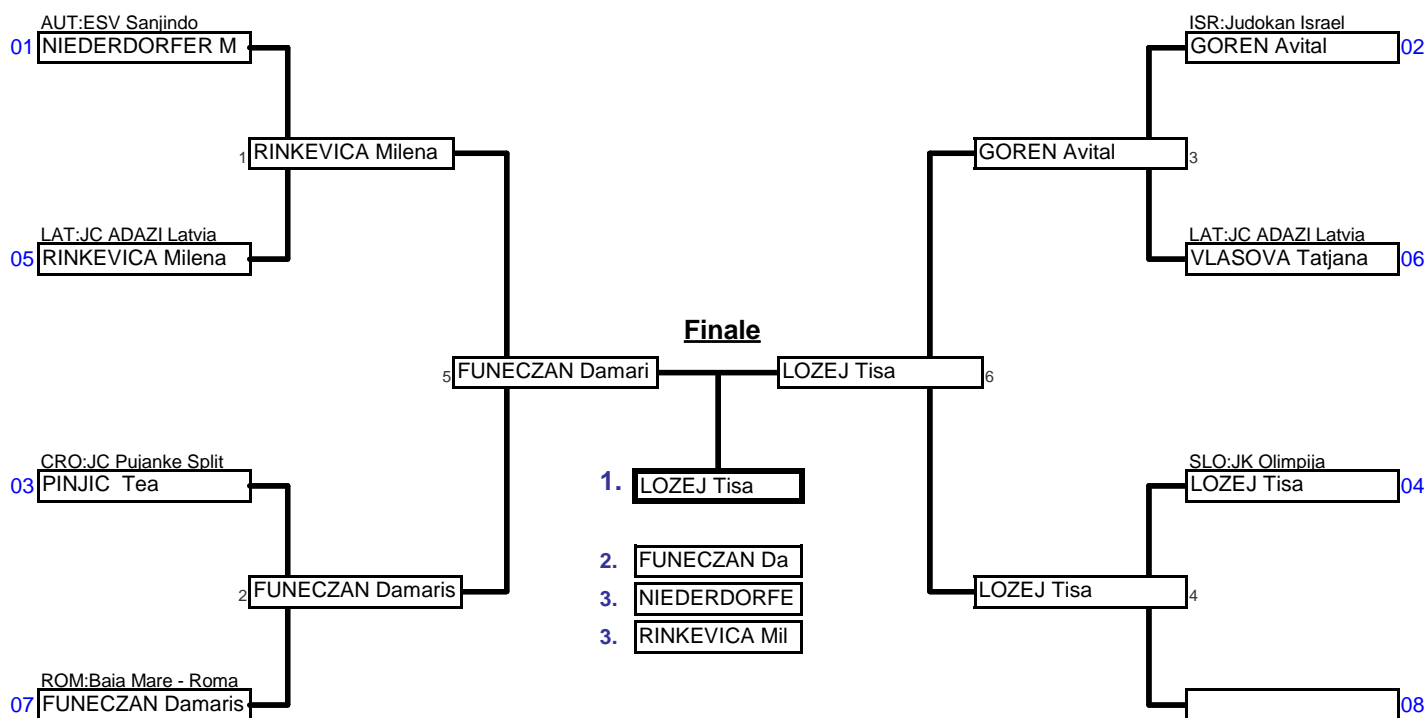 AUT:ESV Sanjindo
01 NIEDERDORFER M
ISR:Judokan Israel
GOREN Avital 02
1 RINKEVICA Milena
GOREN Avital 3
LAT:JC ADAZI Latvia
05 RINKEVICA Milena
LAT:JC ADAZI Latvia
VLASOVA Tatjana 06
Finale
5 FUNECZAN Damari
LOZEJ Tisa 6
CRO:JC Pujanke Split
03 PINJIC Tea
1. LOZEJ Tisa
SLO:JK Olimpija
LOZEJ Tisa 04
2. FUNECZAN Da
2 FUNECZAN Damaris
3. NIEDERDORFE
LOZEJ Tisa 4
3. RINKEVICA Mil
ROM:Baia Mare - Roma
07 FUNECZAN Damaris
08